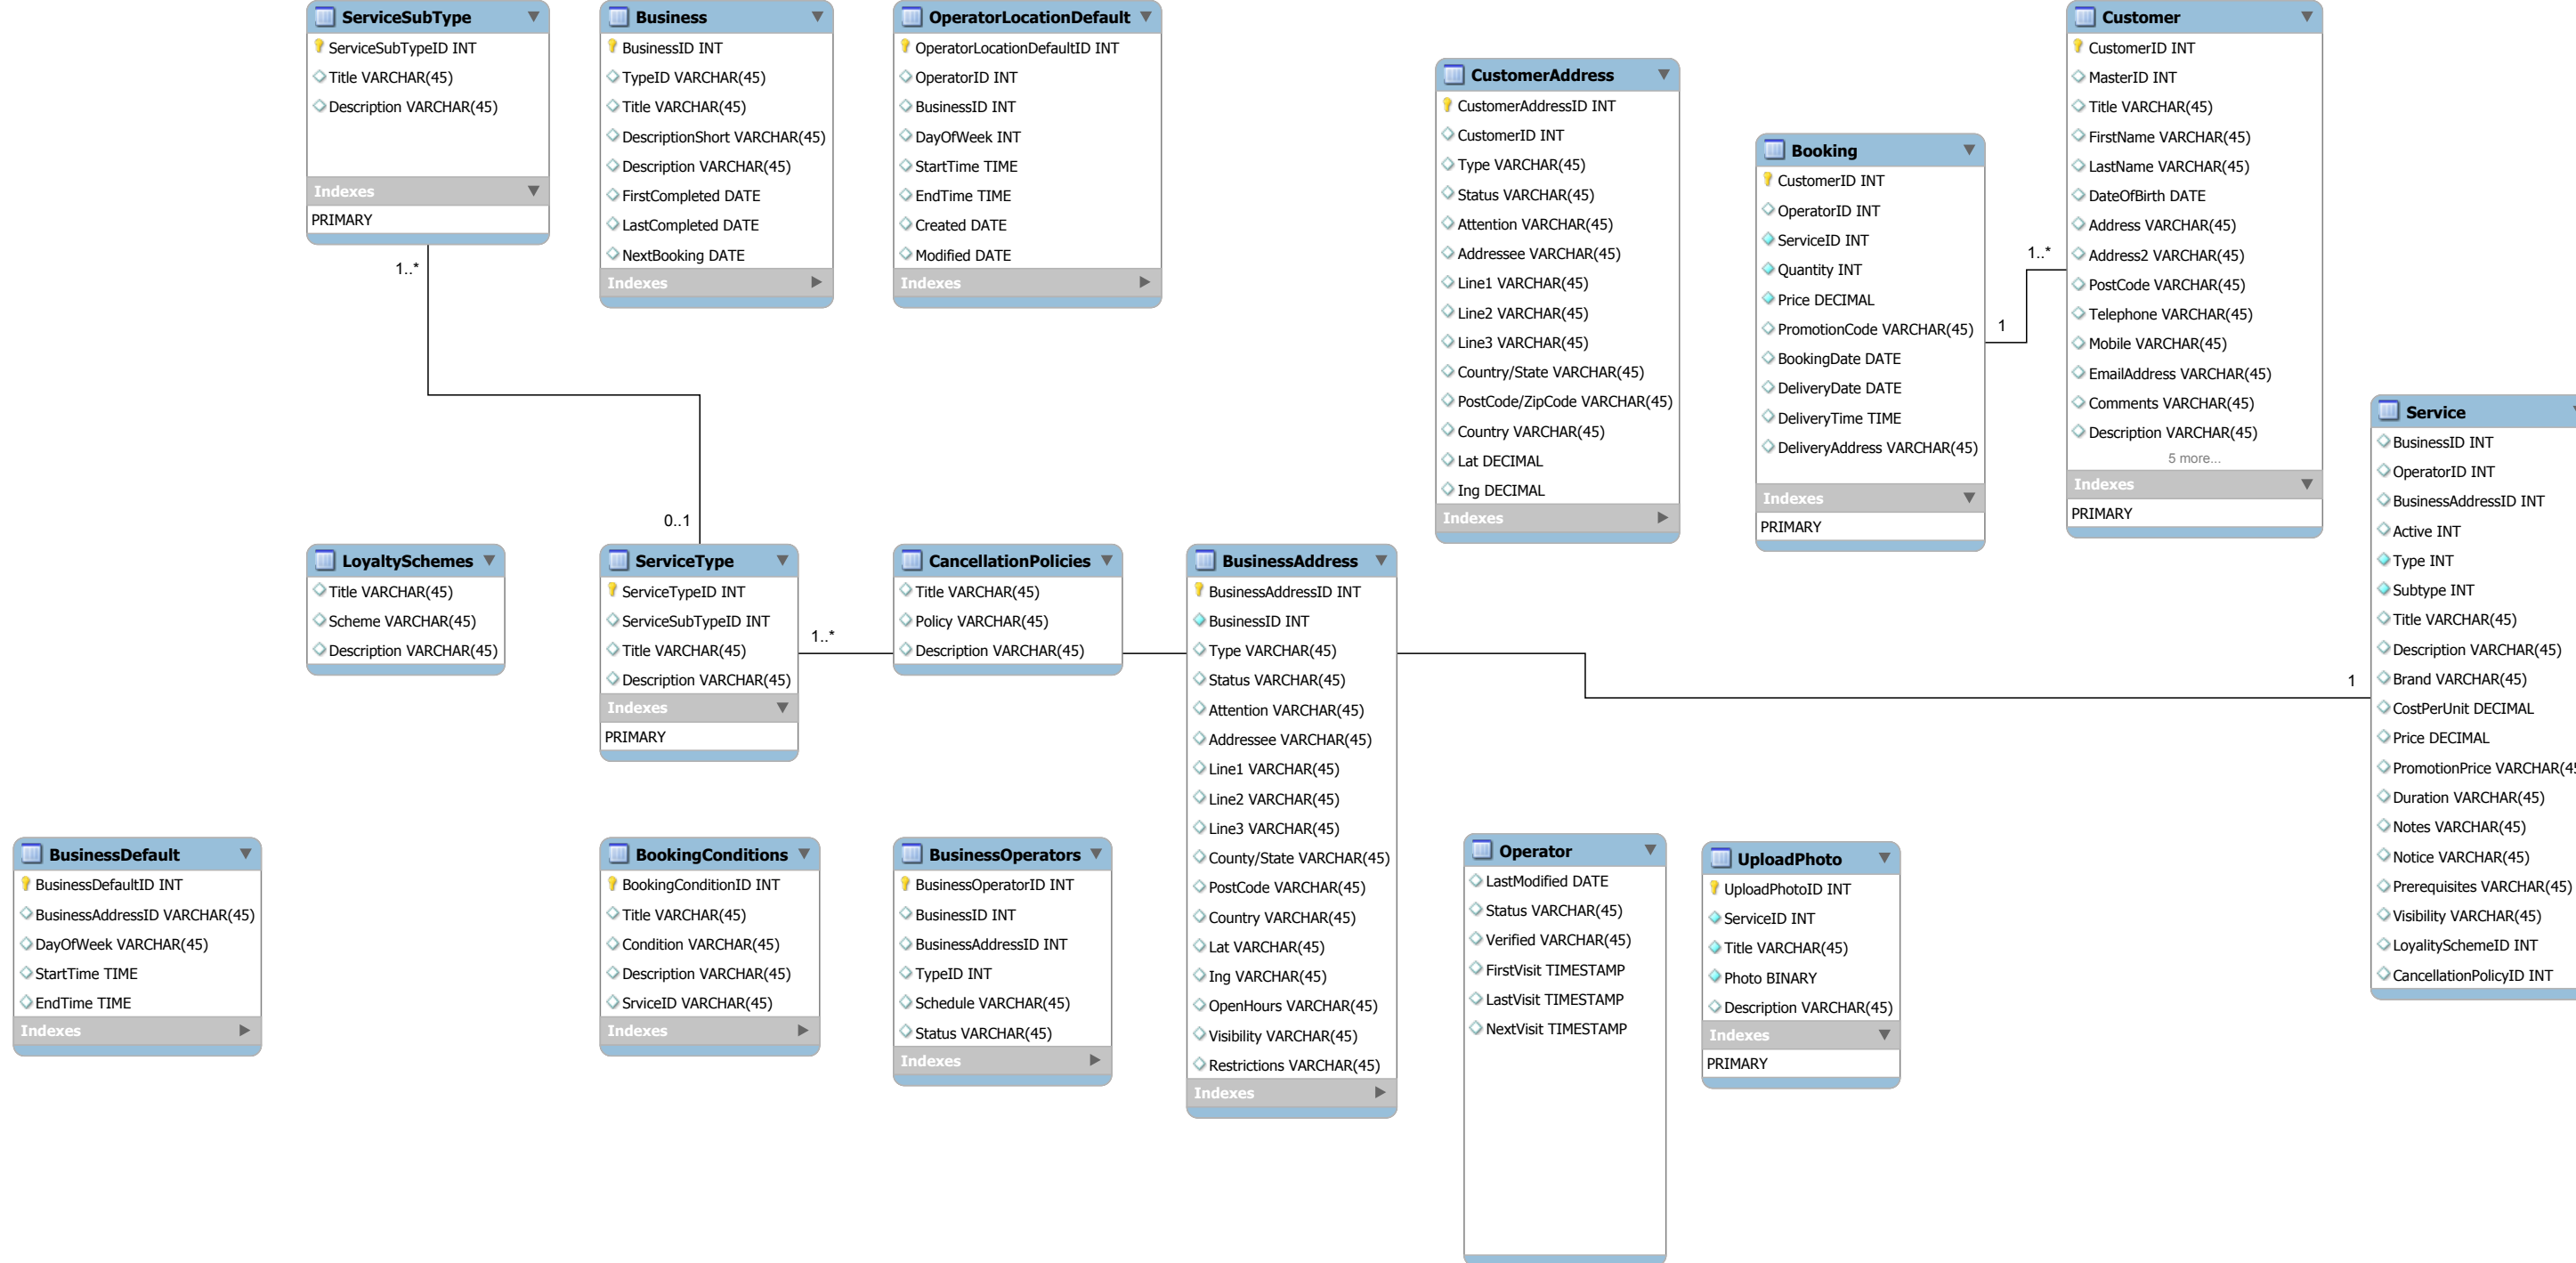 ServiceSubType
ServiceSubTypeID INT
Title VARCHAR(45)
Description VARCHAR(45)
Indexes
PRIMARY
1..*
Business
BusinessID INT
TypeID VARCHAR(45)
Title VARCHAR(45)
DescriptionShort VARCHAR(45)
Description VARCHAR(45)
FirstCompleted DATE
LastCompleted DATE
NextBooking DATE
Indexes
OperatorLocationDefault
OperatorLocationDefaultID INT
OperatorID INT
BusinessID INT
DayOfWeek INT
StartTime TIME
EndTime TIME
Created DATE
Modified DATE
Indexes
CustomerAddress
CustomerAddressID INT
CustomerID INT
Type VARCHAR(45)
Status VARCHAR(45)
Attention VARCHAR(45)
Addressee VARCHAR(45)
Line1 VARCHAR(45)
Line2 VARCHAR(45)
Line3 VARCHAR(45)
Country/State VARCHAR(45)
PostCode/ZipCode VARCHAR(45)
Country VARCHAR(45)
Lat DECIMAL
Ing DECIMAL
Indexes
Booking
CustomerID INT
OperatorID INT
ServiceID INT
Quantity INT
Price DECIMAL
PromotionCode VARCHAR(45)
BookingDate DATE
DeliveryDate DATE
DeliveryTime TIME
DeliveryAddress VARCHAR(45)
Indexes
PRIMARY
1
1..*
Customer
CustomerID INT
MasterID INT
Title VARCHAR(45)
FirstName VARCHAR(45)
LastName VARCHAR(45)
DateOfBirth DATE
Address VARCHAR(45)
Address2 VARCHAR(45)
PostCode VARCHAR(45)
Telephone VARCHAR(45)
Mobile VARCHAR(45)
EmailAddress VARCHAR(45)
Comments VARCHAR(45)
Description VARCHAR(45)
5 more...
Indexes
PRIMARY
Service
BusinessID INT
OperatorID INT
BusinessAddressID INT
Active INT
Type INT
Subtype INT
Title VARCHAR(45)
Description VARCHAR(45)
Brand VARCHAR(45)
CostPerUnit DECIMAL
Price DECIMAL
PromotionPrice VARCHAR(45
Duration VARCHAR(45)
Notes VARCHAR(45)
Notice VARCHAR(45)
Prerequisites VARCHAR(45)
Visibility VARCHAR(45)
LoyalitySchemeID INT
CancellationPolicyID INT
1
LoyaltySchemes
Title VARCHAR(45)
Scheme VARCHAR(45)
Description VARCHAR(45)
0..1
ServiceType
ServiceTypeID INT
ServiceSubTypeID INT
Title VARCHAR(45)
Description VARCHAR(45)
Indexes
PRIMARY
1..*
CancellationPolicies
Title VARCHAR(45)
Policy VARCHAR(45)
Description VARCHAR(45)
BusinessAddress
BusinessAddressID INT
BusinessID INT
Type VARCHAR(45)
Status VARCHAR(45)
Attention VARCHAR(45)
Addressee VARCHAR(45)
Line1 VARCHAR(45)
Line2 VARCHAR(45)
Line3 VARCHAR(45)
County/State VARCHAR(45)
PostCode VARCHAR(45)
Country VARCHAR(45)
Lat VARCHAR(45)
Ing VARCHAR(45)
OpenHours VARCHAR(45)
Visibility VARCHAR(45)
Restrictions VARCHAR(45)
Indexes
BusinessDefault
BusinessDefaultID INT
BusinessAddressID VARCHAR(45)
DayOfWeek VARCHAR(45)
StartTime TIME
EndTime TIME
Indexes
BookingConditions
BookingConditionID INT
Title VARCHAR(45)
Condition VARCHAR(45)
Description VARCHAR(45)
SrviceID VARCHAR(45)
Indexes
BusinessOperators
BusinessOperatorID INT
BusinessID INT
BusinessAddressID INT
TypeID INT
Schedule VARCHAR(45)
Status VARCHAR(45)
Indexes
Operator
LastModified DATE
Status VARCHAR(45)
Verified VARCHAR(45)
FirstVisit TIMESTAMP
LastVisit TIMESTAMP
NextVisit TIMESTAMP
UploadPhoto
UploadPhotoID INT
ServiceID INT
Title VARCHAR(45)
Photo BINARY
Description VARCHAR(45)
Indexes
PRIMARY